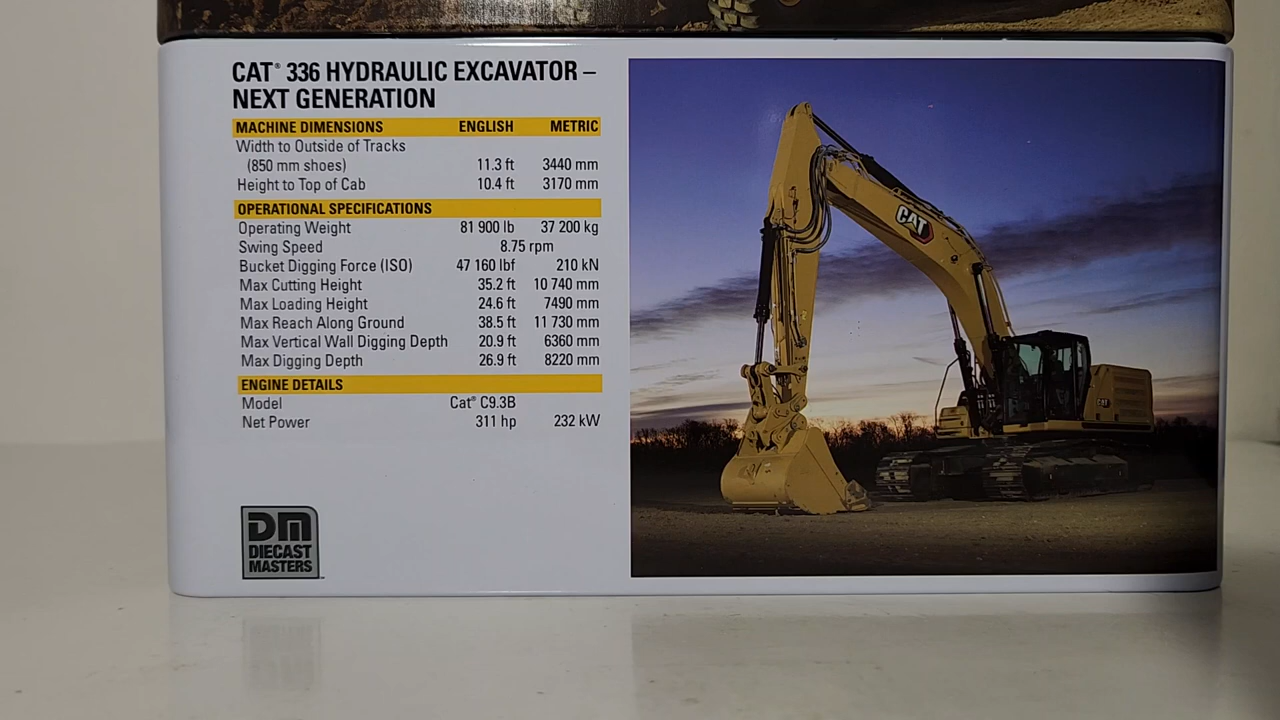 CAT® 336 HYDRAULIC EXCAVATOR –
NEXT GENERATION
MACHINE DIMENSIONS ENGLISH METRIC
Width to Outside of Tracks
(850 mm shoes) 11.3 ft 3440 mm
Height to Top of Cab 10.4 ft 3170 mm
OPERATIONAL SPECIFICATIONS
Operating Weight 81 900 lb 37 200 kg
Swing Speed 8.75 rpm
Bucket Digging Force (ISO) 47 160 lbf 210 kN
Max Cutting Height 35.2 ft 10 740 mm
Max Loading Height 24.6 ft 7490 mm
Max Reach Along Ground 38.5 ft 11 730 mm
Max Vertical Wall Digging Depth 20.9 ft 6360 mm
Max Digging Depth 26.9 ft 8220 mm
ENGINE DETAILS
Model Cat® C9.3B
Net Power 311 hp 232 kW
DM
DIECAST
MASTERS
CAT
CAT